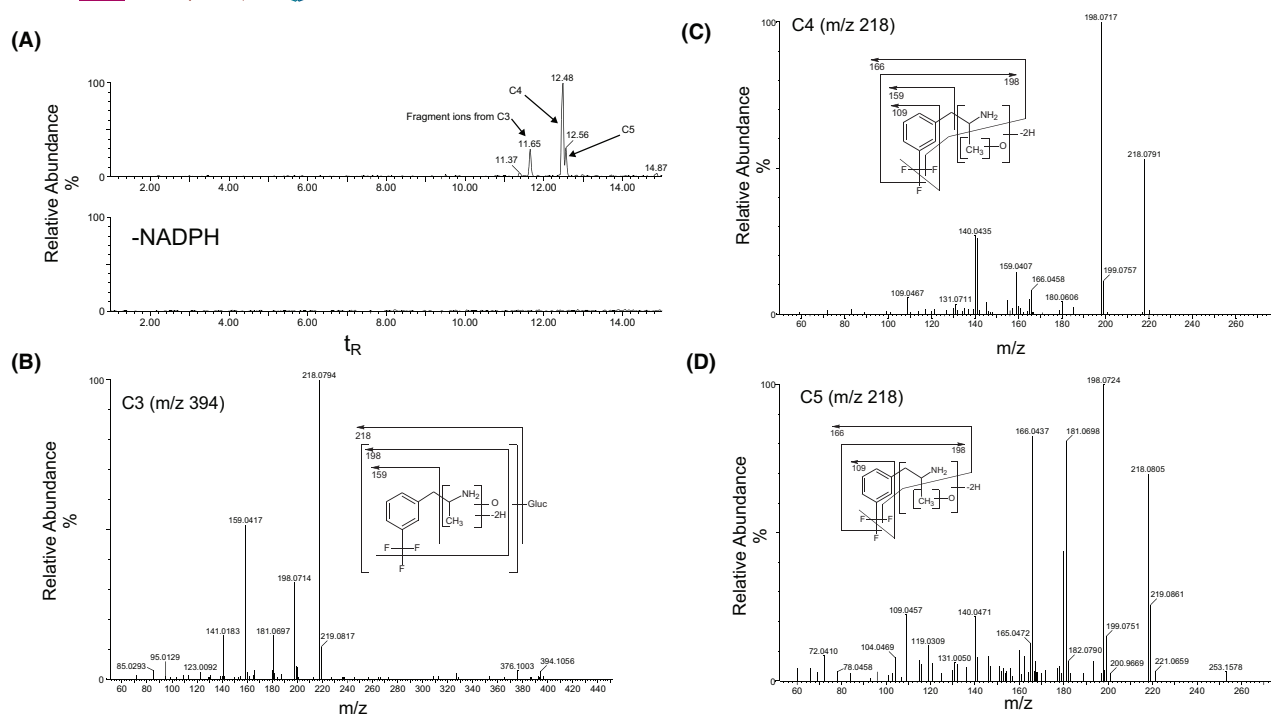 (A)
Relative Abundance
%
100
0
Fragment ions from C3
C4
C5
11.37
11.65
12.48
12.56
14.87
2.00 4.00 6.00 8.00 10.00 12.00 14.00
100
0
-NADPH
2.00 4.00 6.00 8.00 10.00 12.00 14.00
tR
(B)
Relative Abundance
%
100
0
C3 (m/z 394)
85.0293
95.0129
123.0092
141.0183
159.0417
181.0697
198.0714
218.0794
219.0817
376.1003
394.1056
218
198
159
NH2
CH3
O
-2H
Gluc
F F
F
60 80 100 120 140 160 180 200 220 240 260 280 300 320 340 360 380 400 420 440
m/z
(C)
Relative Abundance
%
100
0
C4 (m/z 218)
109.0467
131.0711
140.0435
159.0407
166.0458
180.0606
198.0717
199.0757
218.0791
166
198
159
109
NH2
CH3
O
-2H
F F
F
60 80 100 120 140 160 180 200 220 240 260
m/z
(D)
Relative Abundance
%
100
0
C5 (m/z 218)
72.0410
78.0458
104.0469
109.0457
119.0309
131.0050
140.0471
165.0472
166.0437
181.0698
182.0790
198.0724
199.0751
200.9669
218.0805
219.0861
221.0659
253.1578
166
198
109
NH2
CH3
O
-2H
F F
F
60 80 100 120 140 160 180 200 220 240 260
m/z